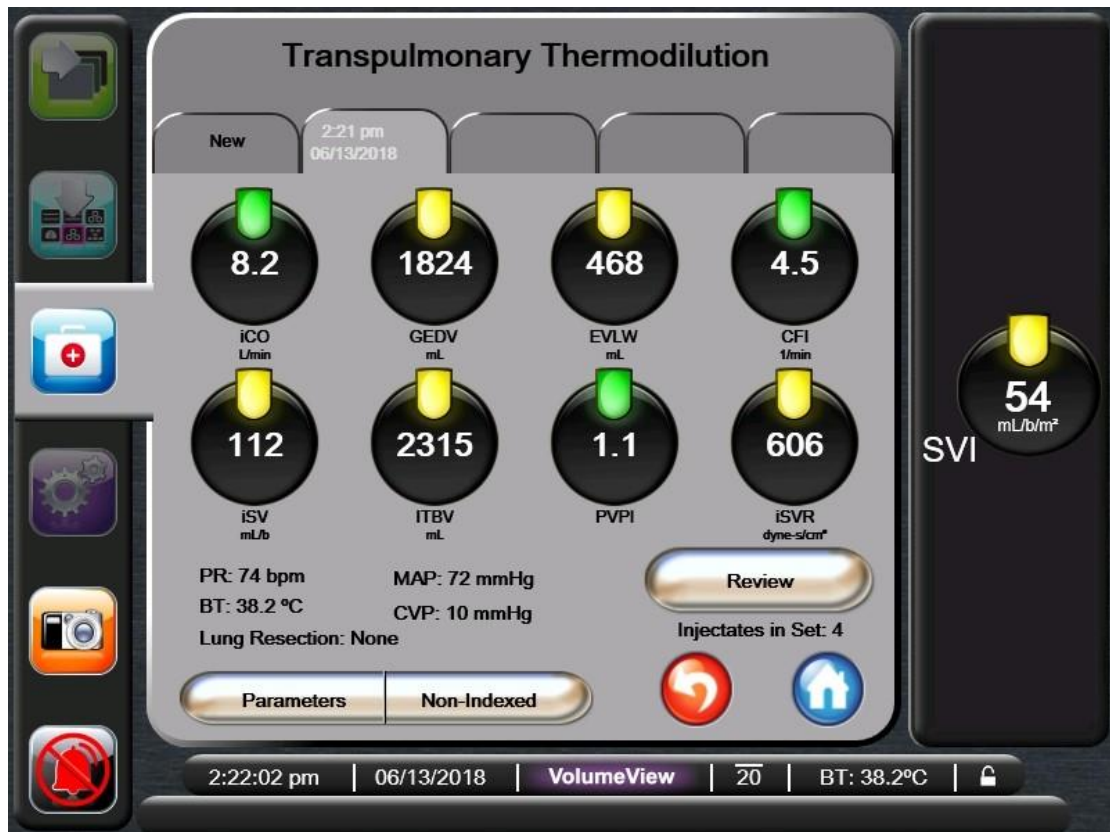 Transpulmonary Thermodilution
New
2:21 pm
06/13/2018
8.2
iCO
L/min
1824
GEDV
mL
468
EVLW
mL
4.5
CFI
1/min
112
iSV
mL/b
2315
ITBV
mL
1.1
PVPI
606
iSVR
dyne-s/cm⁵
PR: 74 bpm
BT: 38.2 ºC
Lung Resection: None
MAP: 72 mmHg
CVP: 10 mmHg
Review
Injectates in Set: 4
Parameters
Non-Indexed
SVI
54
mL/b/m²
2:22:02 pm
06/13/2018
VolumeView
20
BT: 38.2ºC